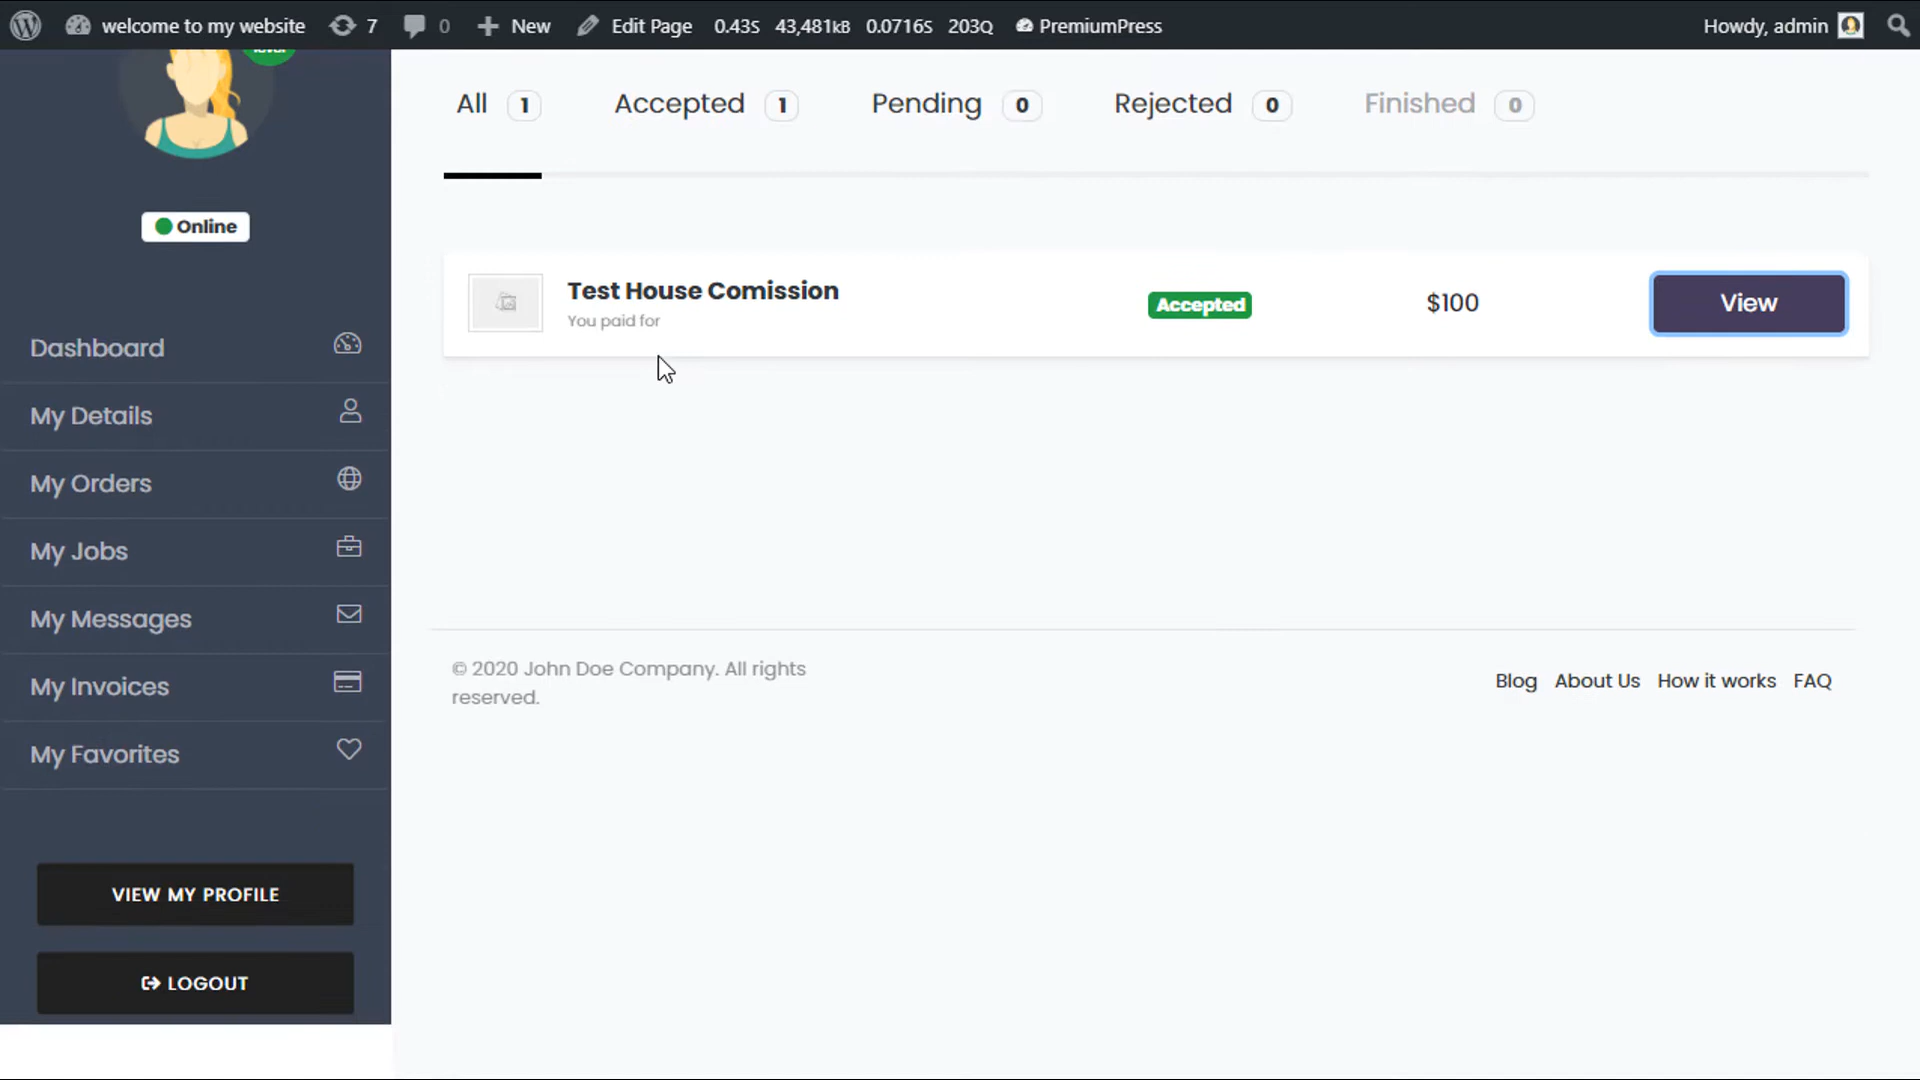 welcome to my website 7 0 New Edit Page 0.43S 43,481kB 0.0716S 203Q PremiumPress Howdy, admin
level
Online
Dashboard
My Details
My Orders
My Jobs
My Messages
My Invoices
My Favorites
VIEW MY PROFILE
LOGOUT
All 1 Accepted 1 Pending 0 Rejected 0 Finished 0
Test House Comission
You paid for
Accepted
$100
View
© 2020 John Doe Company. All rights
reserved.
Blog About Us How it works FAQ